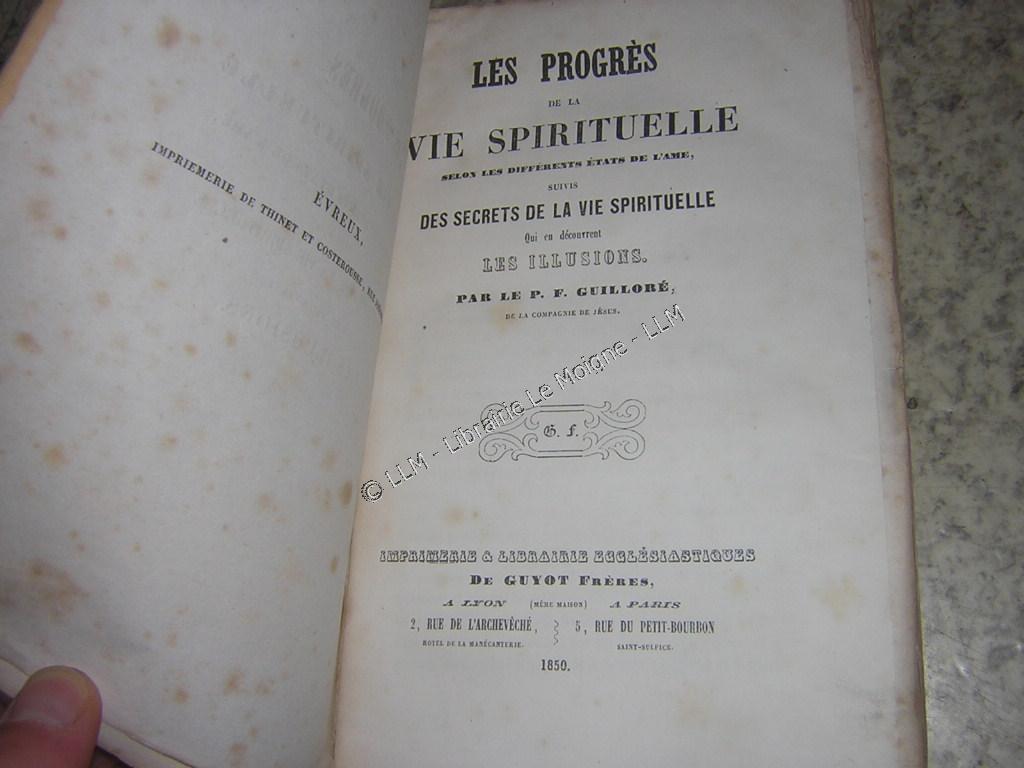 ÉVREUX,
IMPRIEMERIE DE THINET ET COSTEROUSSE,
LES PROGRÈS
DE LA
VIE SPIRITUELLE
SELON LES DIFFÉRENTS ÉTATS DE L'AME,
SUIVIS
DES SECRETS DE LA VIE SPIRITUELLE
Qui en découvrent
LES ILLUSIONS.
PAR LE P. F. GUILLORÉ,
DE LA COMPAGNIE DE JÉSUS.
© LLM - Librairie Le Moigne - LLM
G. F.
IMPRIMERIE & LIBRAIRIE ECCLÉSIASTIQUES
DE GUYOT FRÈRES,
A LYON (MÊRE MAISON) A PARIS
2, RUE DE L'ARCHEVÊCHÉ, 5, RUE DU PETIT-BOURBON
HOTEL DE LA MANÉCANTERIE. SAINT-SULPICE.
1850.